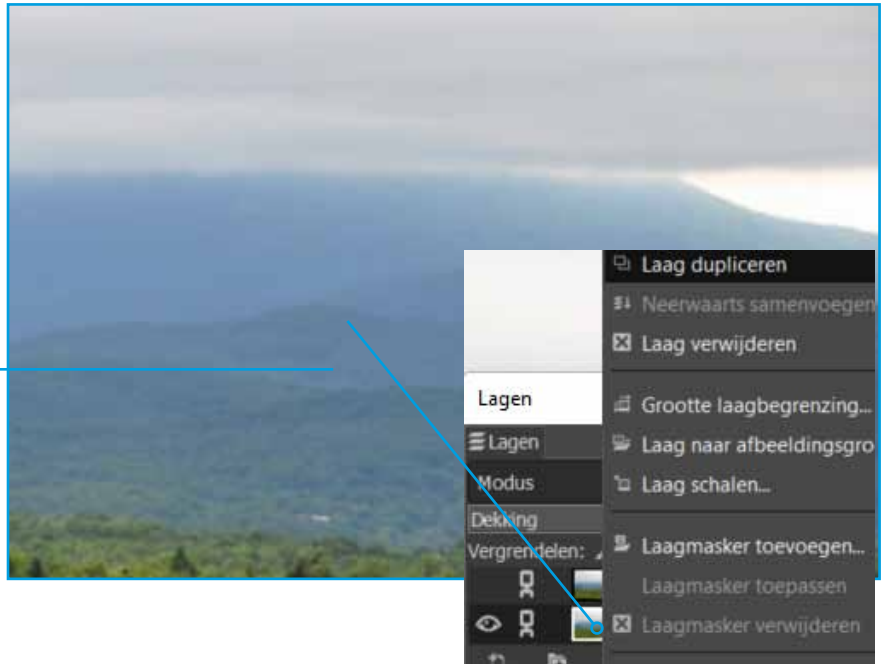 Laag dupliceren
Neerwaarts samenvoegen
Laag verwijderen
Lagen
Grootte laagbegrenzing...
Lagen
Laag naar afbeeldingsgro
Modus
Laag schalen...
Dekking
Vergrendelen:
Laagmasker toevoegen...
Laagmasker toepassen
Laagmasker verwijderen